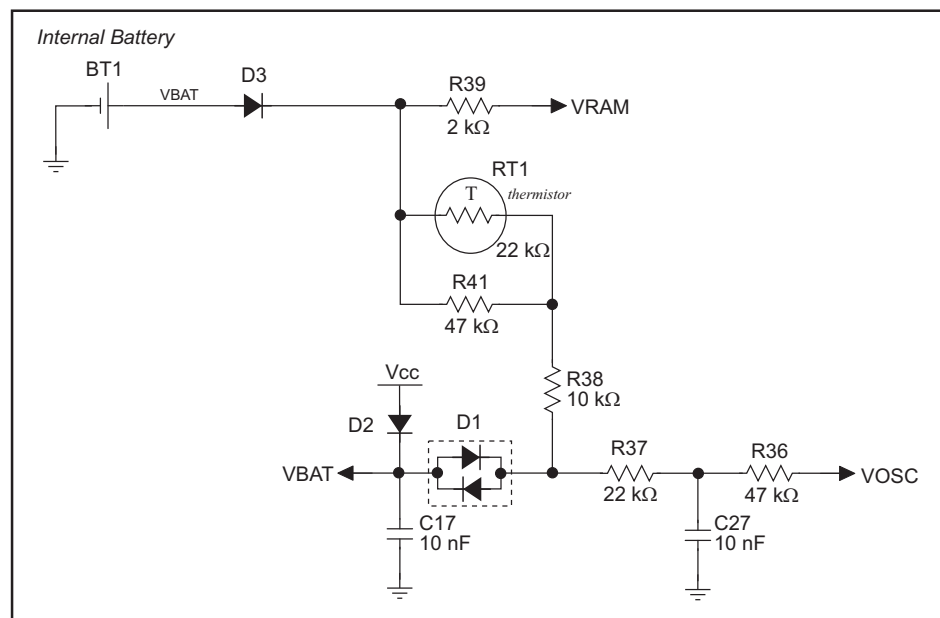 Internal Battery
BT1
VBAT
D3
R39
2 kΩ
VRAM
RT1
T
thermistor
22 kΩ
R41
47 kΩ
R38
10 kΩ
Vcc
D2
D1
VBAT
R37
22 kΩ
R36
47 kΩ
VOSC
C17
10 nF
C27
10 nF